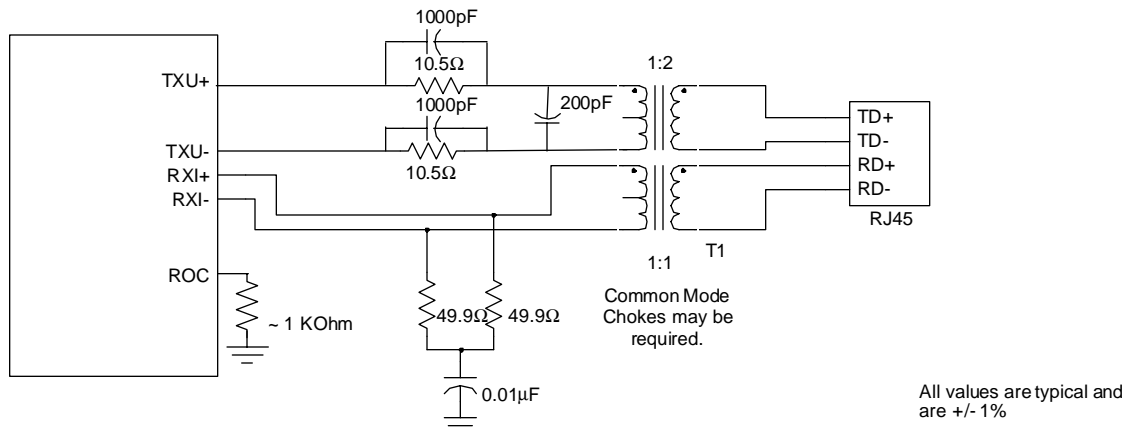 1000pF
10.5Ω
1:2
TXU+
1000pF
200pF
TD+
TD-
TXU-
RXI+
10.5Ω
RD+
RXI-
RD-
RJ45
T1
1:1
ROC
Common Mode
Chokes may be
required.
49.9Ω
49.9Ω
~ 1 KOhm
0.01µF
All values are typical and
are +/- 1%